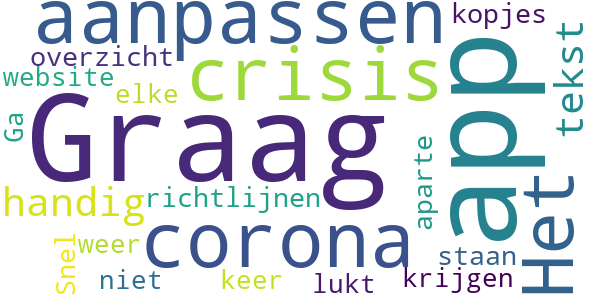 aanpassen
kopjes
overzicht
crisis
app
tekst
website
elke
Graag
Ga
aparte
Het
handig
richtlijnen
corona
weer
staan
Snel
niet
keer
lukt
krijgen